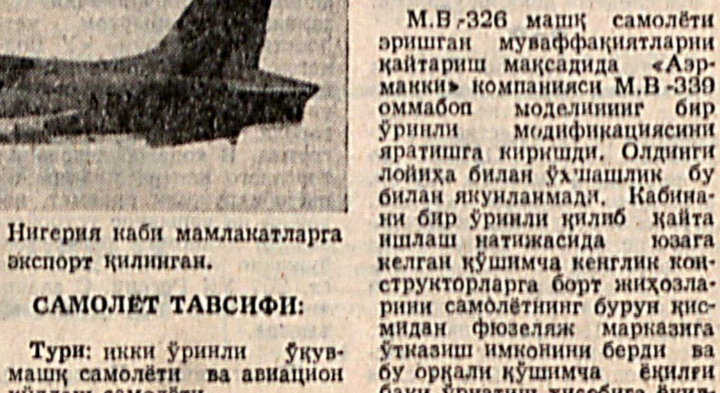 Нигерия каби мамлакатларга
экспорт қилинган.
САМОЛЁТ ТАВСИФИ:
Тури: икки ўринли ўқув-
машқ самолёти ва авиацион
М.В.-326 машқ самолёти
эришган муваффақиятларни
қайтариш мақсадида «Аэр-
макки» компанияси М.В-339
оммабоп моделининг бир
ўринли модификациясини
яратишга киришди. Олдинги
лойиҳа билан ўхшашлик бу
билан якунланмади. Кабина-
ни бир ўринли қилиб қайта
ишлаш натижасида юзага
келган қўшимча кенглик кон-
структорларга борт жиҳозла-
рини самолётнинг бурун қис-
мидан фюзеляж марказига
ўтказиш имконини берди ва
бу орқали қўшимча ёқилғи